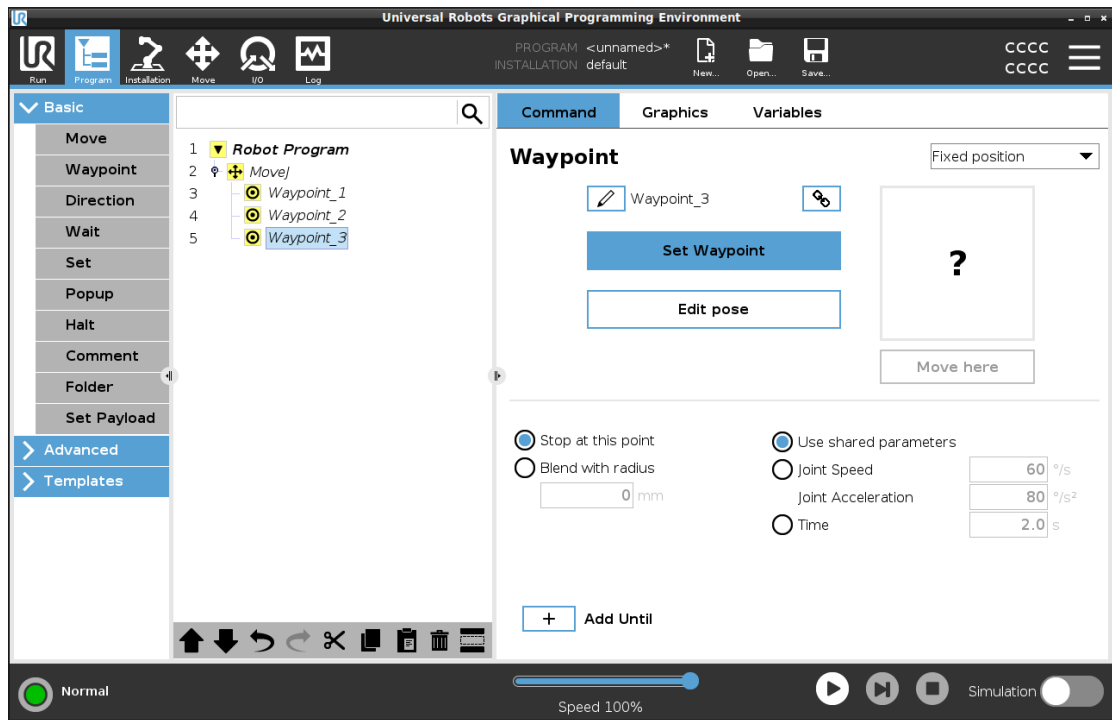 Universal Robots Graphical Programming Environment
UR
Run
Program
Installation
Move
I/O
Log
PROGRAM <unnamed>*
INSTALLATION default
New...
Open...
Save...
CCCC
CCCC
Basic
Move
Waypoint
Direction
Wait
Set
Popup
Halt
Comment
Folder
Set Payload
Advanced
Templates
1 Robot Program
2 MoveJ
3 Waypoint_1
4 Waypoint_2
5 Waypoint_3
Command Graphics Variables
Waypoint
Fixed position
Waypoint_3
Set Waypoint
Edit pose
?
Move here
Stop at this point
Blend with radius
0 mm
Use shared parameters
Joint Speed 60 °/s
Joint Acceleration 80 °/s²
Time 2.0 s
+ Add Until
Normal
Speed 100%
Simulation